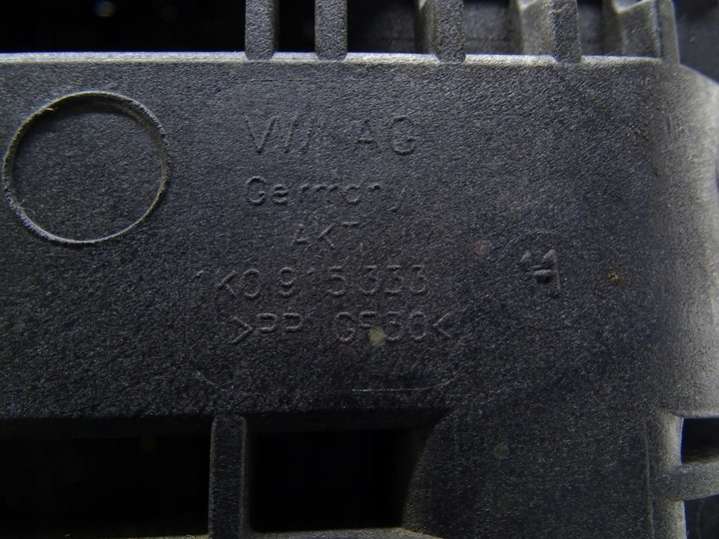 VW AG
Germany
AKT
1K0 915 333
>PP GF30<